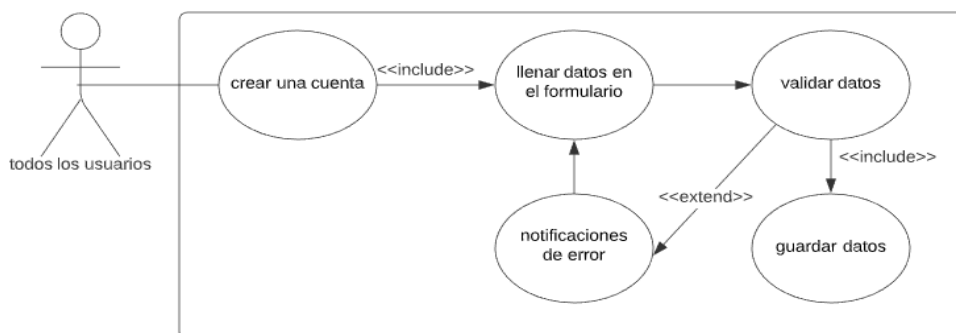 todos los usuarios
crear una cuenta
<<include>>
llenar datos en
el formulario
validar datos
<<include>>
<<extend>>
notificaciones
de error
guardar datos